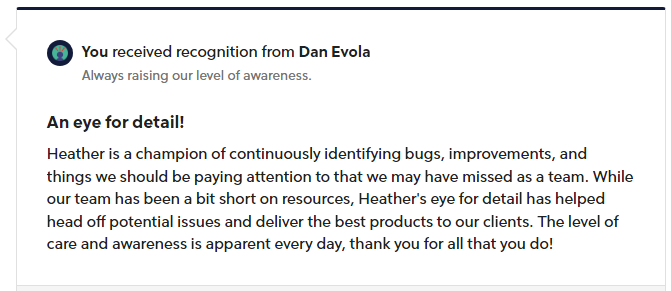 You received recognition from Dan Evola
Always raising our level of awareness.
An eye for detail!
Heather is a champion of continuously identifying bugs, improvements, and
things we should be paying attention to that we may have missed as a team. While
our team has been a bit short on resources, Heather's eye for detail has helped
head off potential issues and deliver the best products to our clients. The level of
care and awareness is apparent every day, thank you for all that you do!